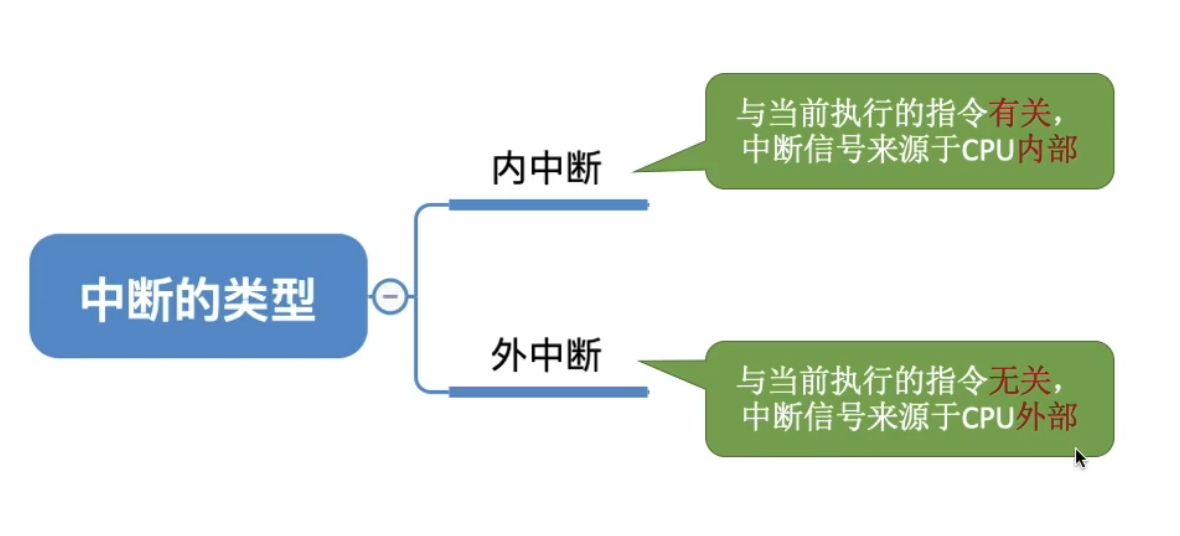 中断的类型
内中断
与当前执行的指令有关，
中断信号来源于CPU内部
外中断
与当前执行的指令无关，
中断信号来源于CPU外部